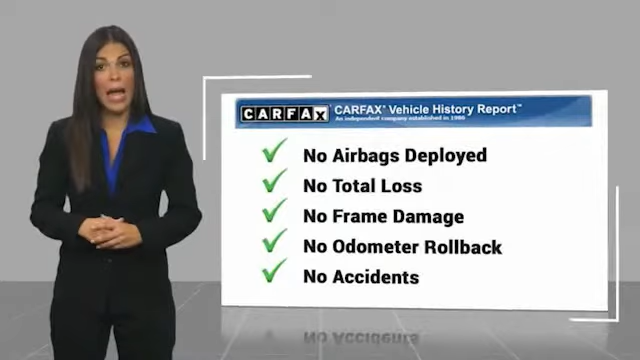 CARFAX CARFAX® Vehicle History Report™
An independent company established in 1986
No Airbags Deployed
No Total Loss
No Frame Damage
No Odometer Rollback
No Accidents